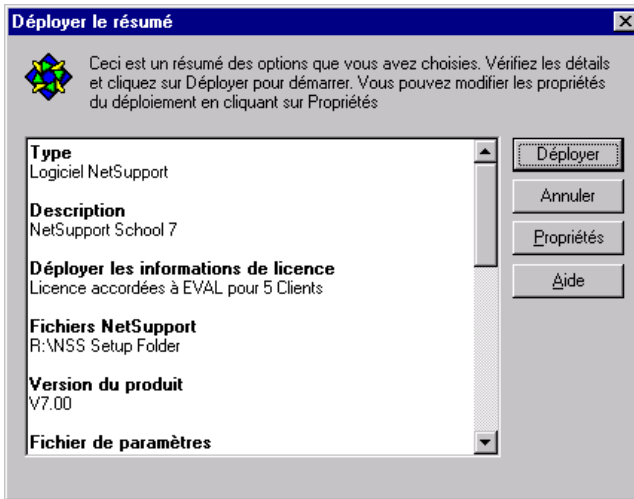 Déployer le résumé
Ceci est un résumé des options que vous avez choisies. Vérifiez les détails
et cliquez sur Déployer pour démarrer. Vous pouvez modifier les propriétés
du déploiement en cliquant sur Propriétés
Type
Logiciel NetSupport
Description
NetSupport School 7
Déployer les informations de licence
Licence accordées à EVAL pour 5 Clients
Fichiers NetSupport
R:\NSS Setup Folder
Version du produit
V7.00
Fichier de paramètres
Déployer
Annuler
Propriétés
Aide